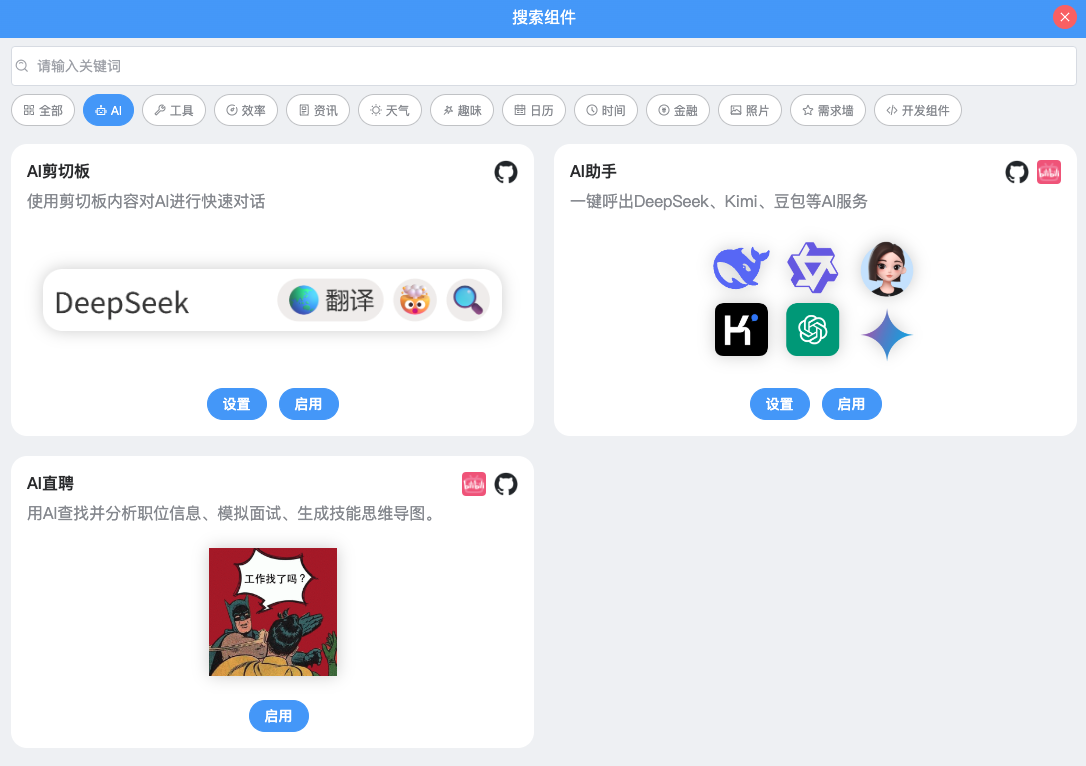 搜索组件
请输入关键词
全部 AI 工具 效率 资讯 天气 趣味 日历 时间 金融 照片 需求墙 开发组件
AI剪切板
使用剪切板内容对AI进行快速对话
DeepSeek 翻译
设置 启用
AI助手
一键呼出DeepSeek、Kimi、豆包等AI服务
K
设置 启用
AI直聘
bilibili
用AI查找并分析职位信息、模拟面试、生成技能思维导图。
工作找了吗?
启用